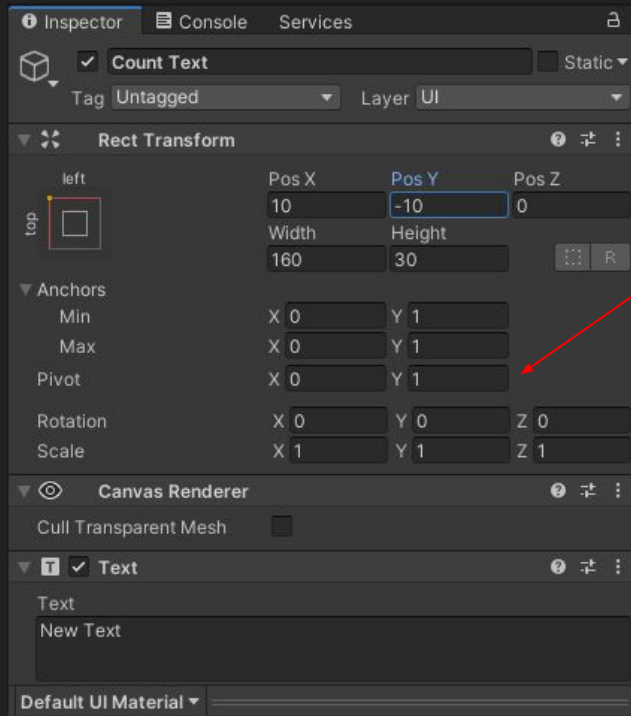 Inspector Console Services
Count Text Static
Tag Untagged Layer UI
Rect Transform
left
Pos X Pos Y Pos Z
top
10 -10 0
Width Height
160 30 R
Anchors
Min X 0 Y 1
Max X 0 Y 1
Pivot X 0 Y 1
Rotation X 0 Y 0 Z 0
Scale X 1 Y 1 Z 1
Canvas Renderer
Cull Transparent Mesh
T Text
Text
New Text
Default UI Material